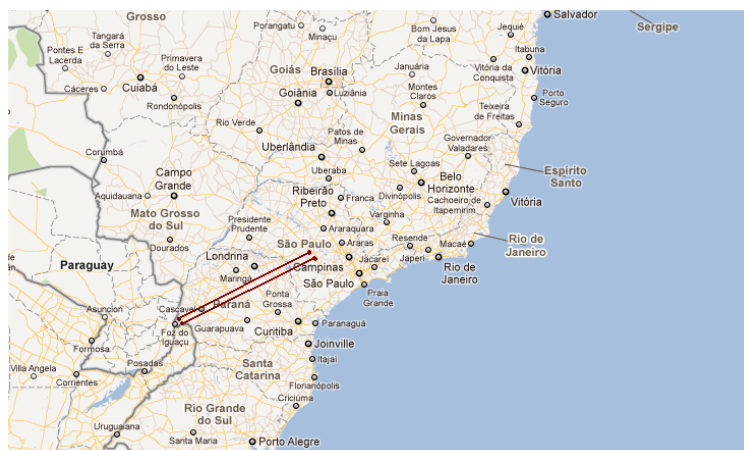 Grosso
Porangatu
Minaçu
Bom Jesus
da Lapa
Jequié
Salvador
Sergipe
Tangará
da Serra
Pontes E
Lacerda
Primavera
do Leste
Cáceres
Cuiabá
Rondonópolis
Goiás
Brasília
Luziânia
Goiânia
Januária
Montes
Claros
Vitória da
Conquista
Itabuna
Vitória
Porto
Seguro
Teixeira
de Freitas
Rio Verde
Patos de
Minas
Minas
Gerais
Governador
Valadares
Uberlândia
Uberaba
Sete Lagoas
Belo
Horizonte
Espírito
Santo
Corumbá
Campo
Grande
Aquidauana
Mato Grosso
do Sul
Dourados
Ribeirão
Preto
Franca
Divinópolis
Cachoeiro de
Itapemirim
Vitória
Presidente
Prudente
Araraquara
Varginha
São Paulo
Araras
Resende
Macaé
Rio de
Janeiro
Londrina
Maringá
Campinas
Jacareí
Japeri
Rio de
Janeiro
São Paulo
Praia
Grande
Paraguay
Asuncion
Cascavel
Paraná
Ponta
Grossa
Foz do
Iguaçu
Guarapuava
Curitiba
Paranaguá
Formosa
Joinville
Itajaí
Villa Angela
Posadas
Corrientes
Santa
Catarina
Florianópolis
Criciúma
Rio Grande
do Sul
Uruguaiana
Santa Maria
Porto Alegre